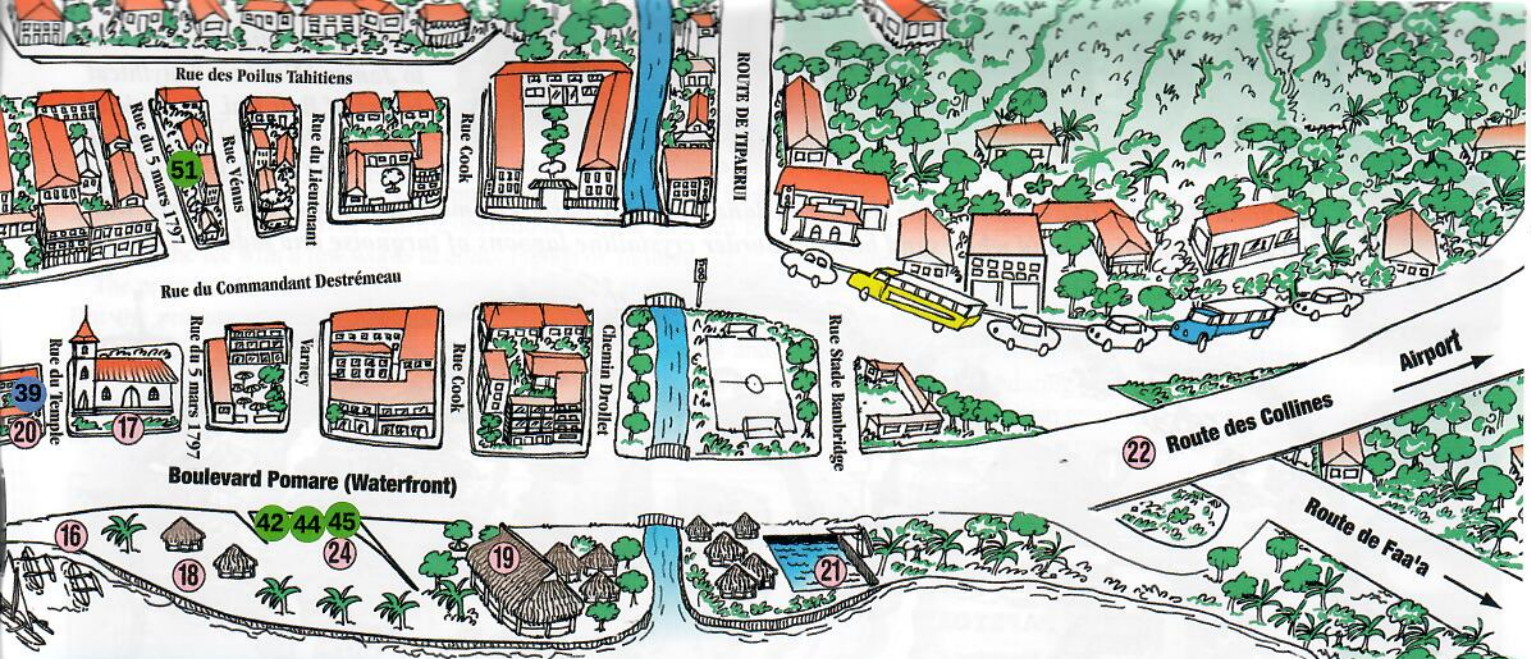 Rue des Poilus Tahitiens
Rue du 5 mars 1797
51
Rue Vénus
Rue du Lieutenant
Rue Cook
ROUTE DE TIPAERUI
Rue du Commandant Destrémeau
Foot
39
20
Rue du Temple
17
Rue du 5 mars 1797
Varney
Rue Cook
Chemin Drollet
Rue Stade Bambridge
Airport
22
Route des Collines
Boulevard Pomare (Waterfront)
16
18
42
44
45
24
19
21
Route de Faa'a